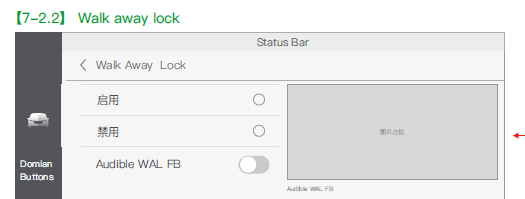 【7-2.2】 Walk away lock
Status Bar
Walk Away Lock
启用
禁用
Audible WAL FB
图片占位
Audible WAL FB
Domian
Buttons